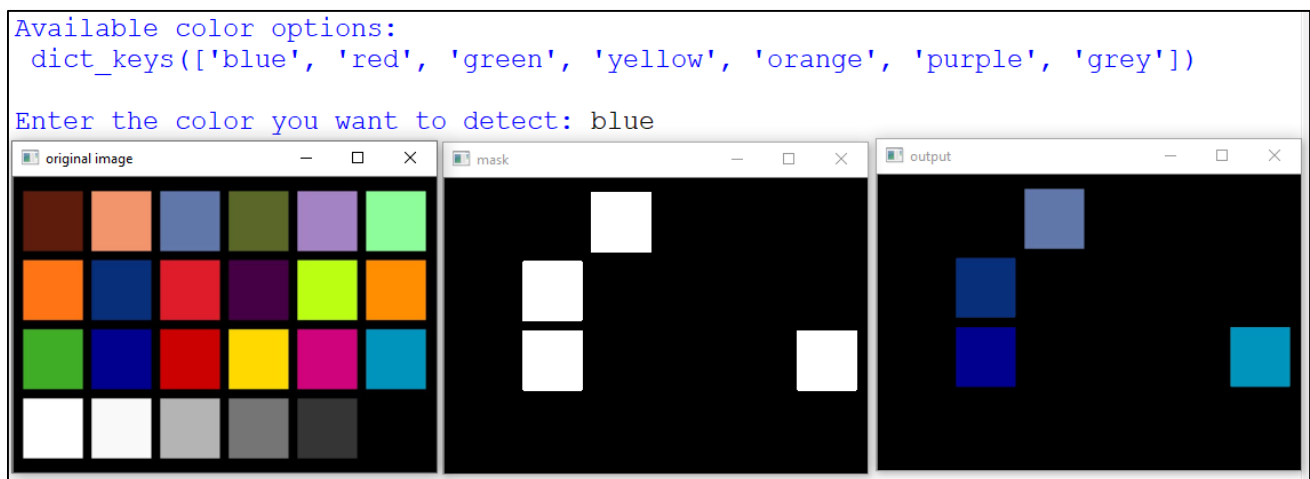 Available color options:
dict_keys(['blue', 'red', 'green', 'yellow', 'orange', 'purple', 'grey'])
Enter the color you want to detect: blue
original image
mask
output